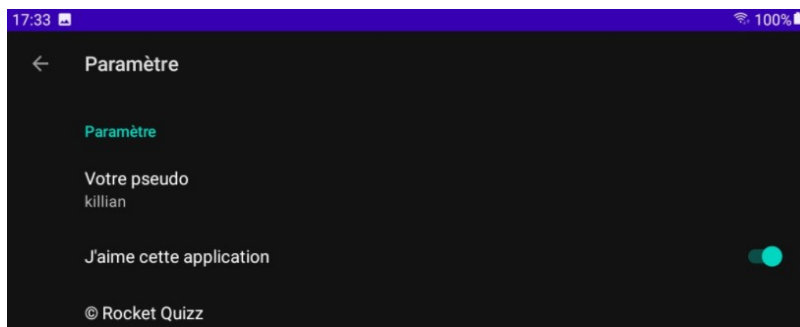 17:33 100%
Paramètre
Paramètre
Votre pseudo
killian
J'aime cette application
© Rocket Quizz